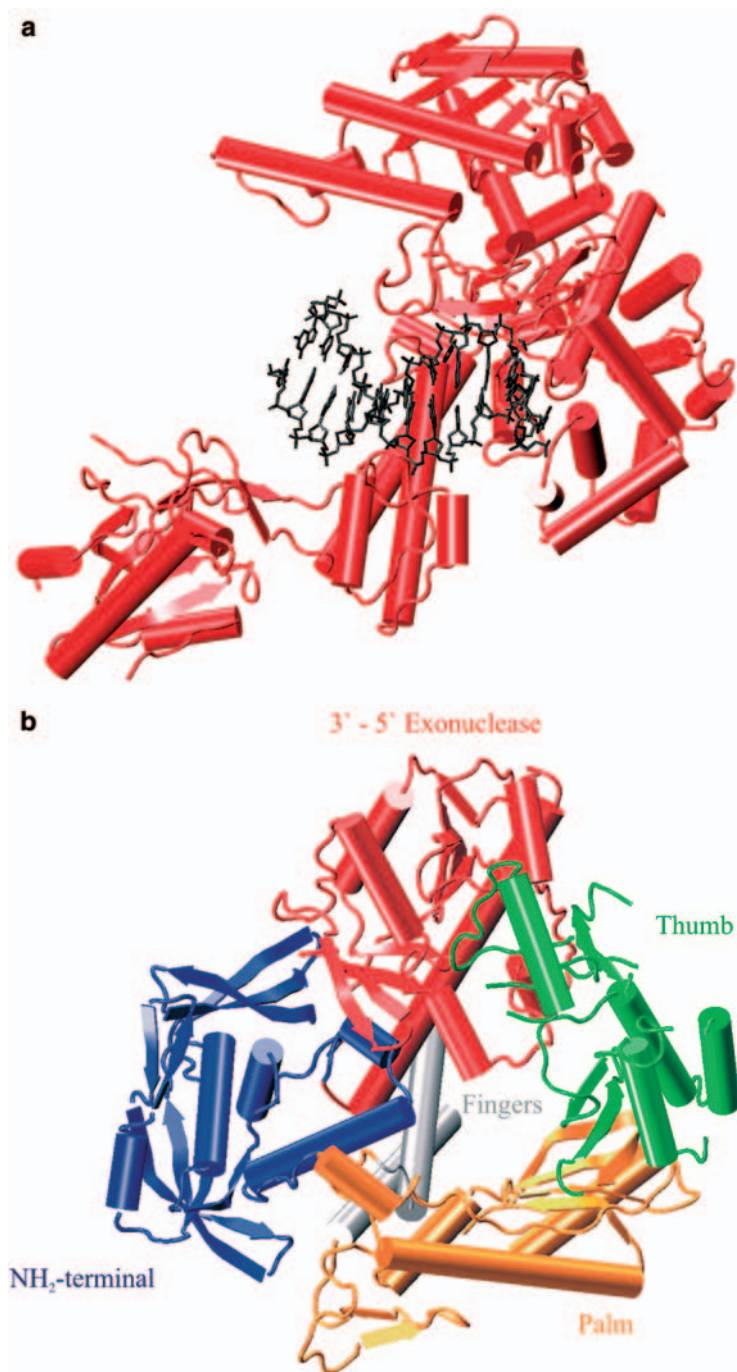 a
b
3` - 5` Exonuclease
Thumb
Fingers
NH₂-terminal
Palm